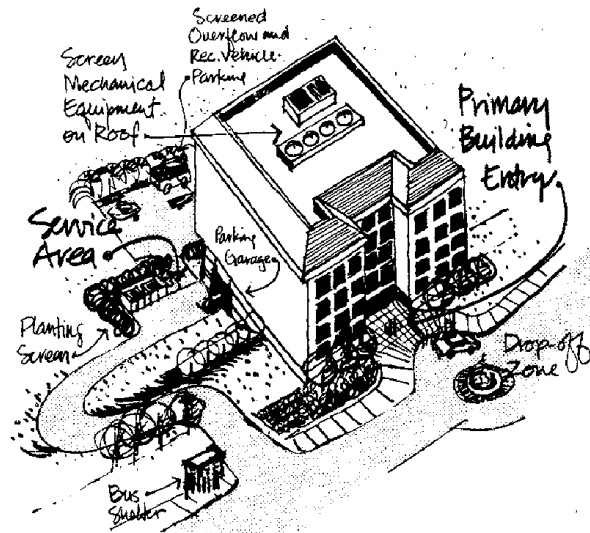 Screened
Overflow and
Rec. Vehicle
Parking
Screen
Mechanical
Equipment
on Roof
Primary
Building
Entry
Service
Area
Parking
Garage
Planting
Screen
Drop-off
Zone
Bus
Shelter